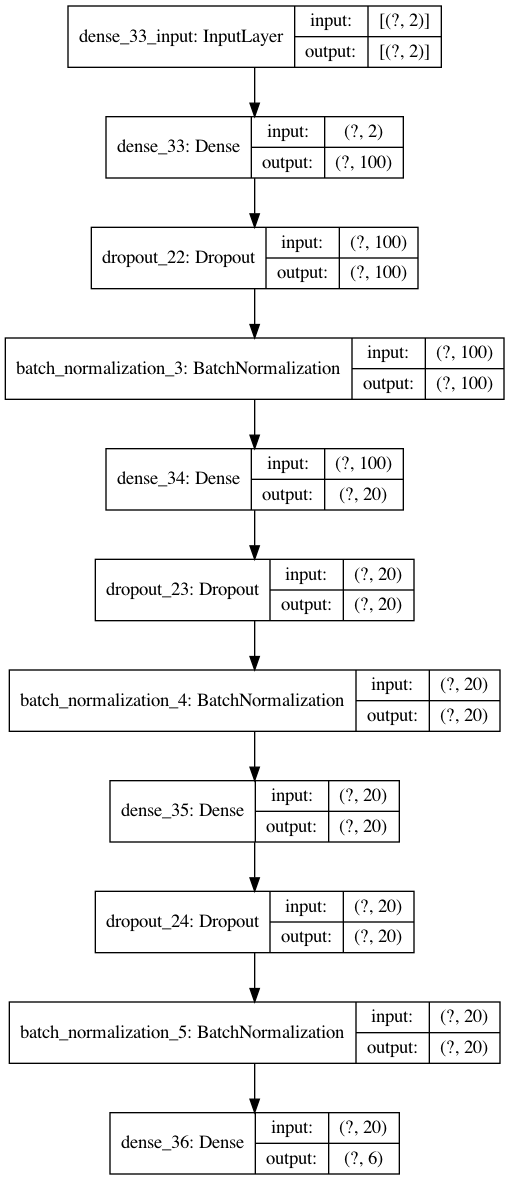 dense_33_input: InputLayer
input: [(?, 2)]
output: [(?, 2)]
dense_33: Dense
input: (?, 2)
output: (?, 100)
dropout_22: Dropout
input: (?, 100)
output: (?, 100)
batch_normalization_3: BatchNormalization
input: (?, 100)
output: (?, 100)
dense_34: Dense
input: (?, 100)
output: (?, 20)
dropout_23: Dropout
input: (?, 20)
output: (?, 20)
batch_normalization_4: BatchNormalization
input: (?, 20)
output: (?, 20)
dense_35: Dense
input: (?, 20)
output: (?, 20)
dropout_24: Dropout
input: (?, 20)
output: (?, 20)
batch_normalization_5: BatchNormalization
input: (?, 20)
output: (?, 20)
dense_36: Dense
input: (?, 20)
output: (?, 6)